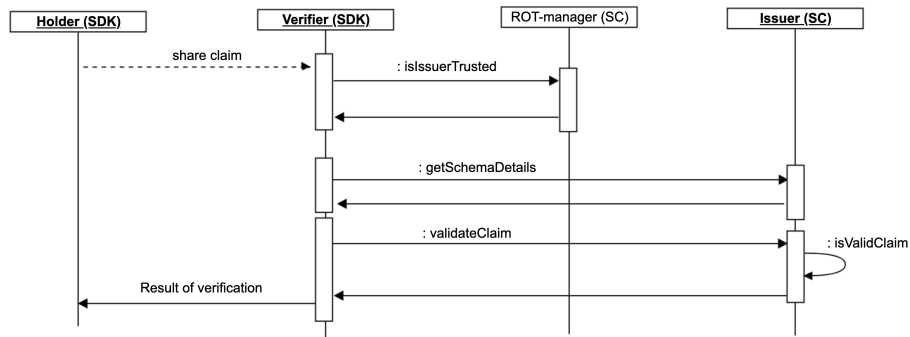 Holder (SDK)
Verifier (SDK)
ROT-manager (SC)
Issuer (SC)
share claim
: isIssuerTrusted
: getSchemaDetails
: validateClaim
: isValidClaim
Result of verification